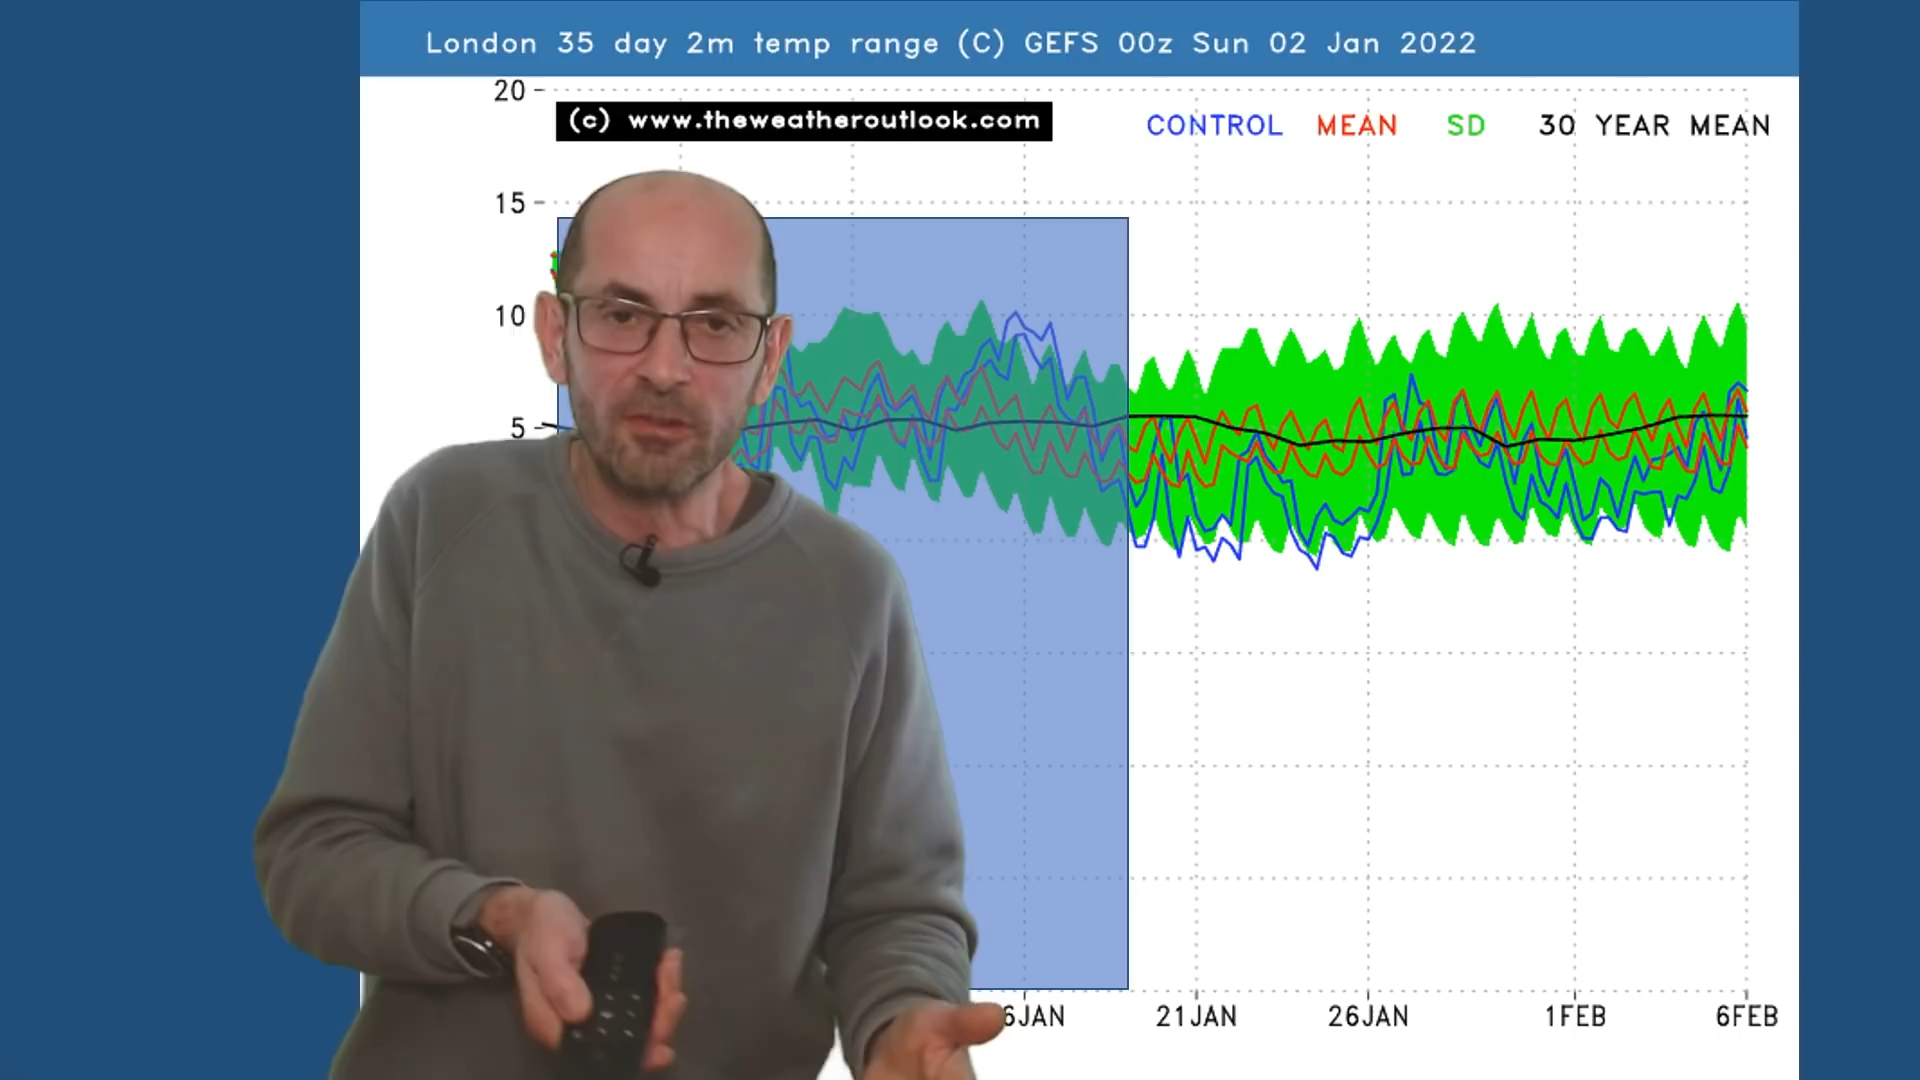 London 35 day 2m temp range (C) GEFS 00z Sun 02 Jan 2022
20
(c) www.theweatheroutlook.com
CONTROL MEAN SD 30 YEAR MEAN
15
10
5
6JAN 21JAN 26JAN 1FEB 6FEB